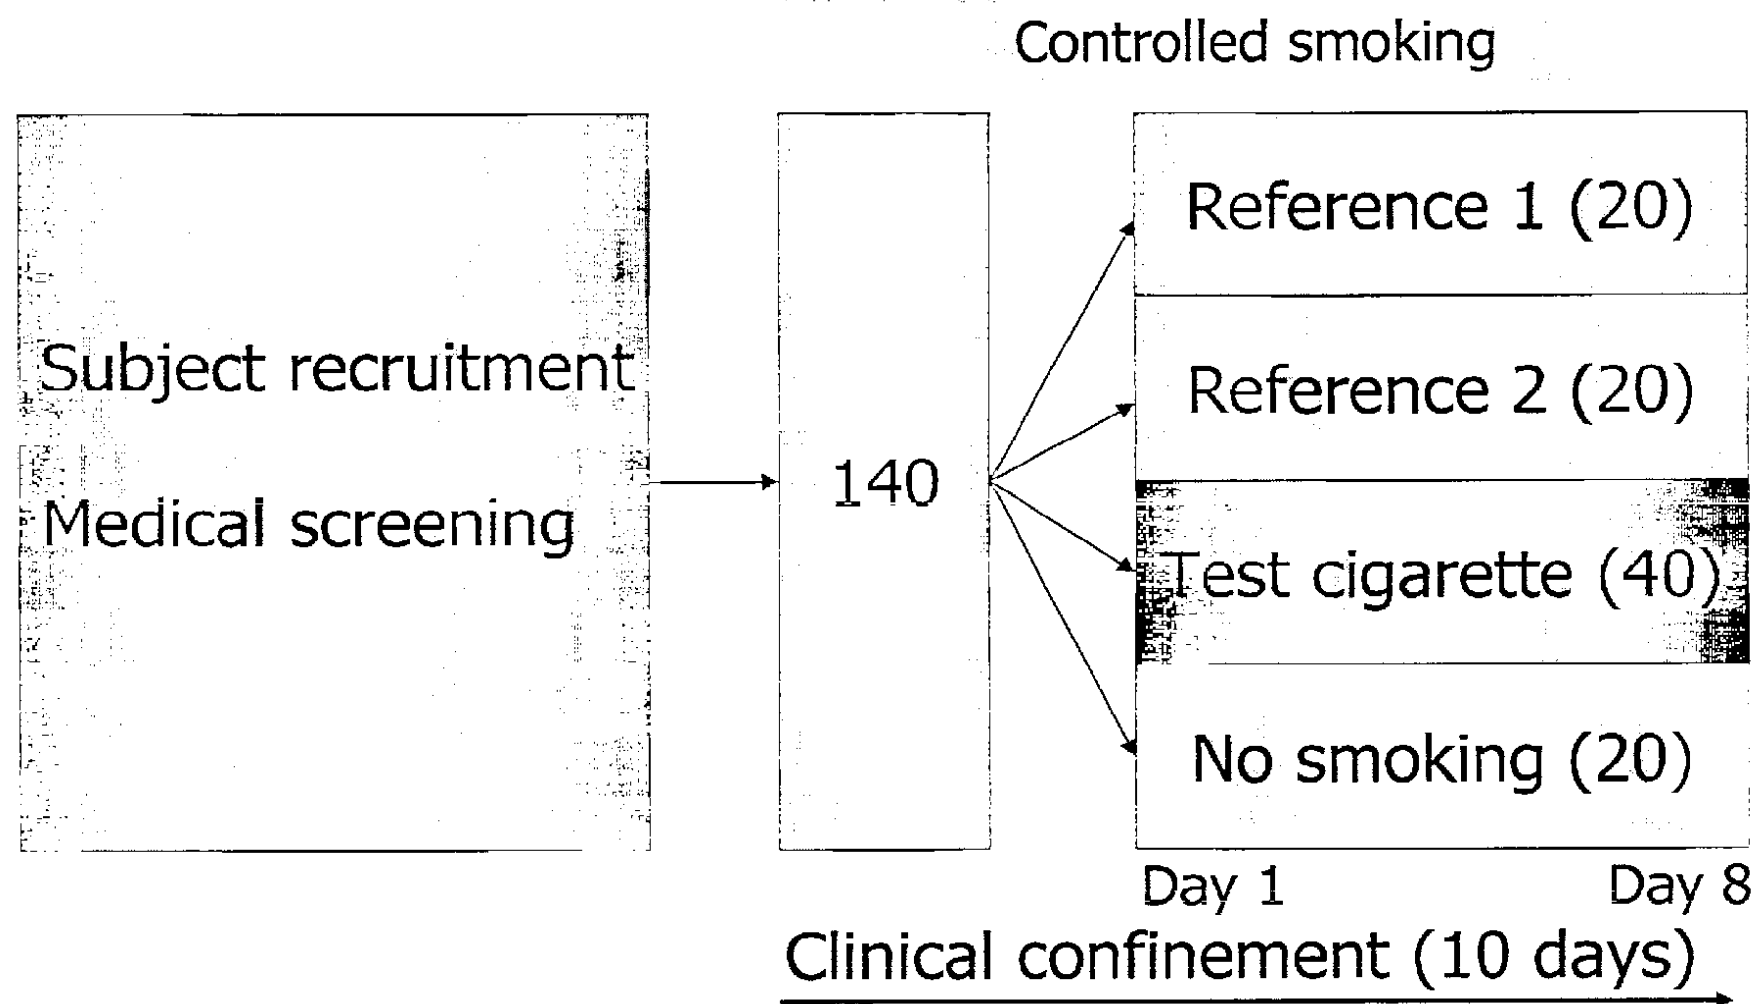 Controlled smoking
Subject recruitment
Medical screening
140
Reference 1 (20)
Reference 2 (20)
Test cigarette (40)
No smoking (20)
Day 1
Day 8
Clinical confinement (10 days)